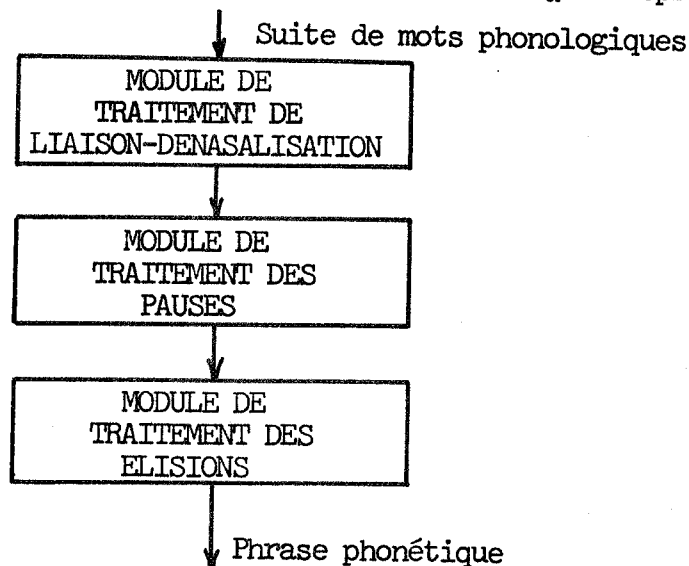 Suite de mots phonologiques
MODULE DE
TRAITEMENT DE
LIAISON-DENASALISATION
MODULE DE
TRAITEMENT DES
PAUSES
MODULE DE
TRAITEMENT DES
ELISIONS
Phrase phonétique